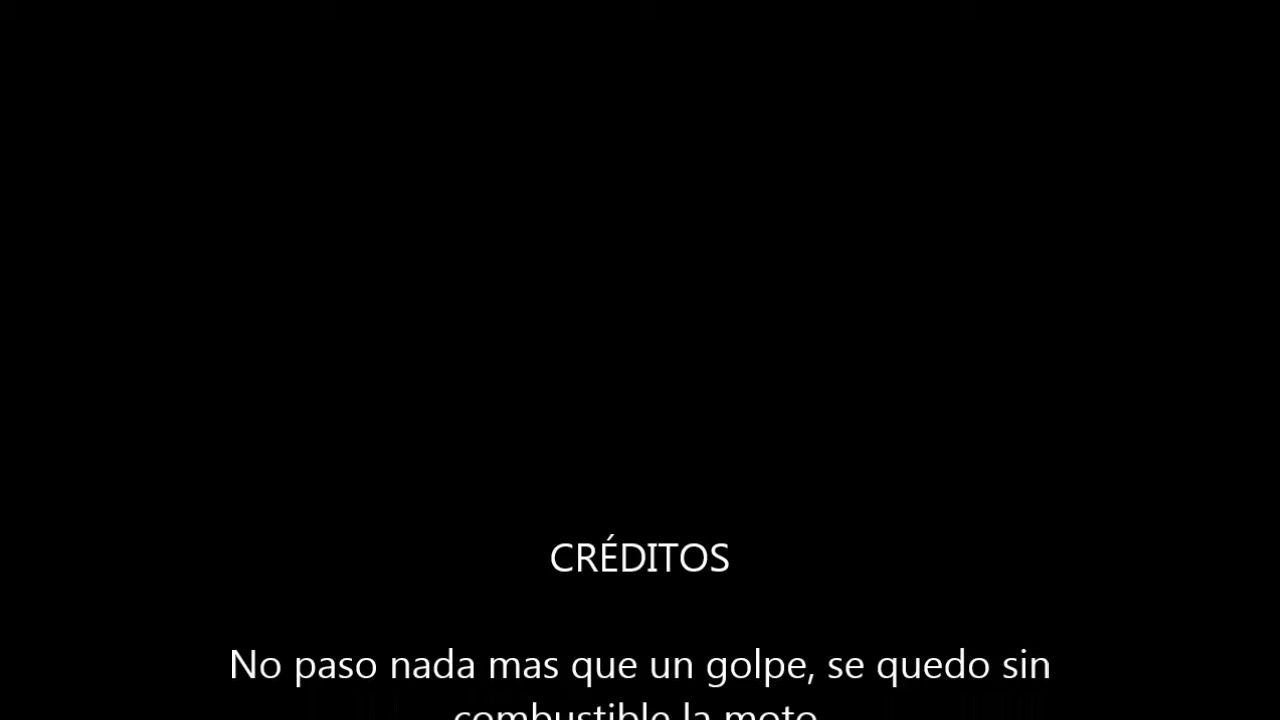 CRÉDITOS
No paso nada mas que un golpe, se quedo sin
combustible la moto